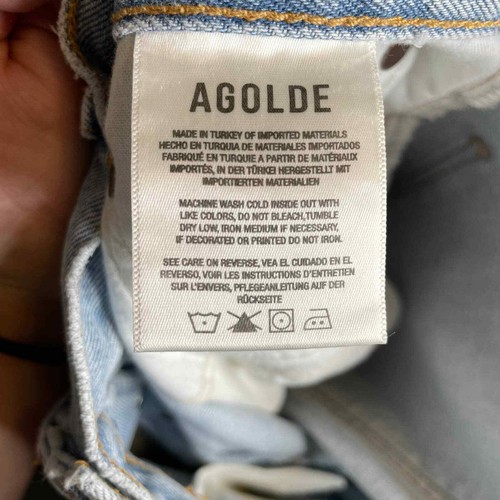 AGOLDE
MADE IN TURKEY OF IMPORTED MATERIALS
HECHO EN TURQUIA DE MATERIALES IMPORTADOS
FABRIQUÉ EN TURQUIE A PARTIR DE MATÉRIAUX
IMPORTÉS, IN DER TÜRKEI HERGESTELLT MIT
IMPORTIERTEN MATERIALIEN
MACHINE WASH COLD INSIDE OUT WITH
LIKE COLORS, DO NOT BLEACH,TUMBLE
DRY LOW, IRON MEDIUM IF NECESSARY,
IF DECORATED OR PRINTED DO NOT IRON.
SEE CARE ON REVERSE,VEA EL CUIDADO EN EL
REVERSO, VOIR LES INSTRUCTIONS D'ENTRETIEN
SUR L'ENVERS, PFLEGEANLEITUNG AUF DER
RÜCKSEITE